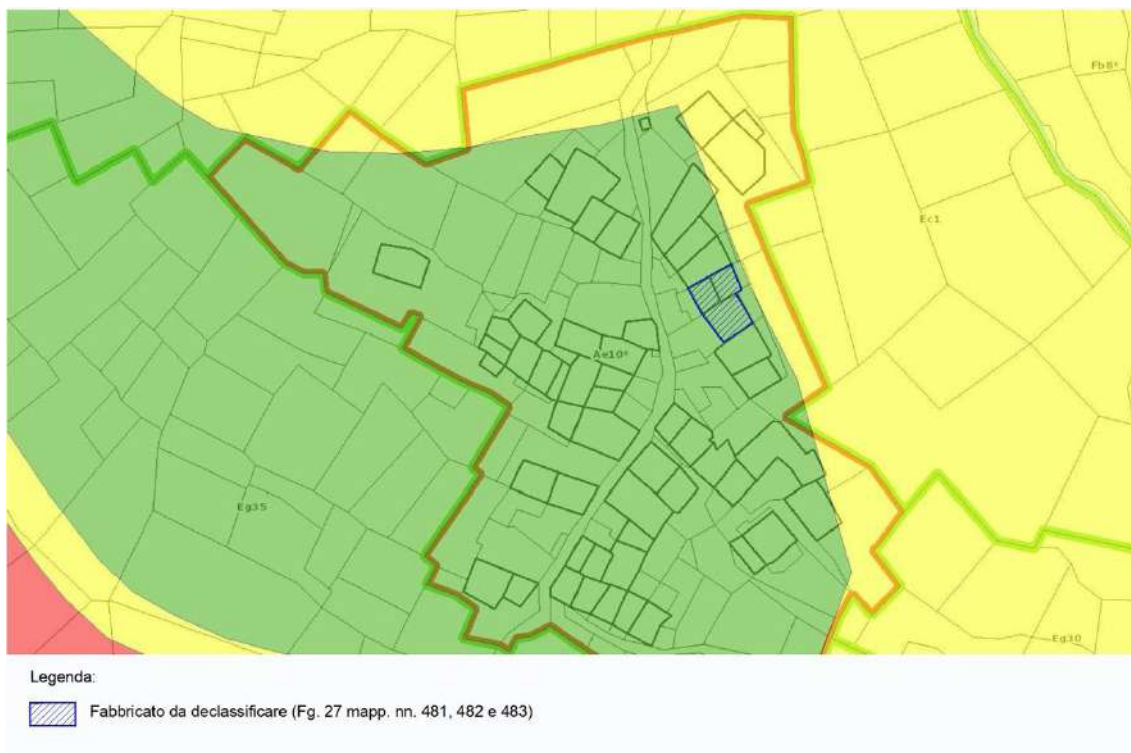 Fb8*
Ec1
Ae10*
Eg35
Eg30
Legenda:
Fabbricato da declassificare (Fg. 27 mapp. nn. 481, 482 e 483)